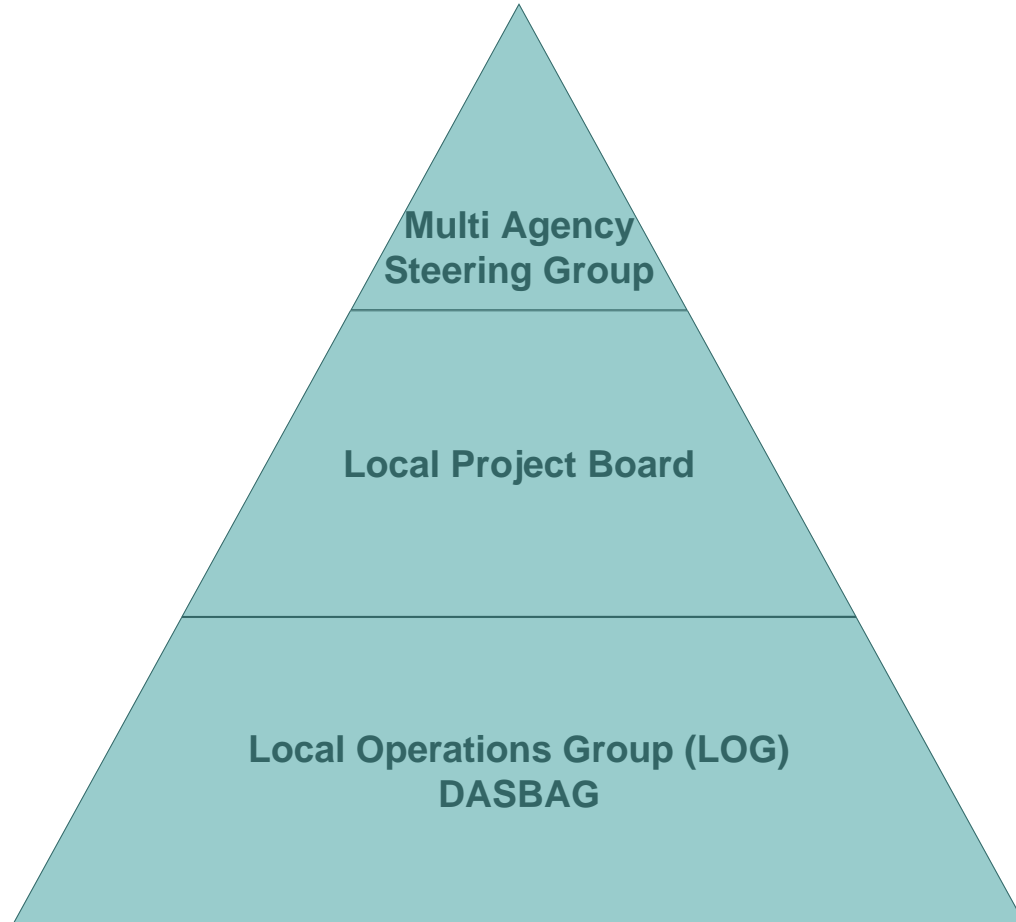 Multi Agency
Steering Group
Local Project Board
Local Operations Group (LOG)
DASBAG